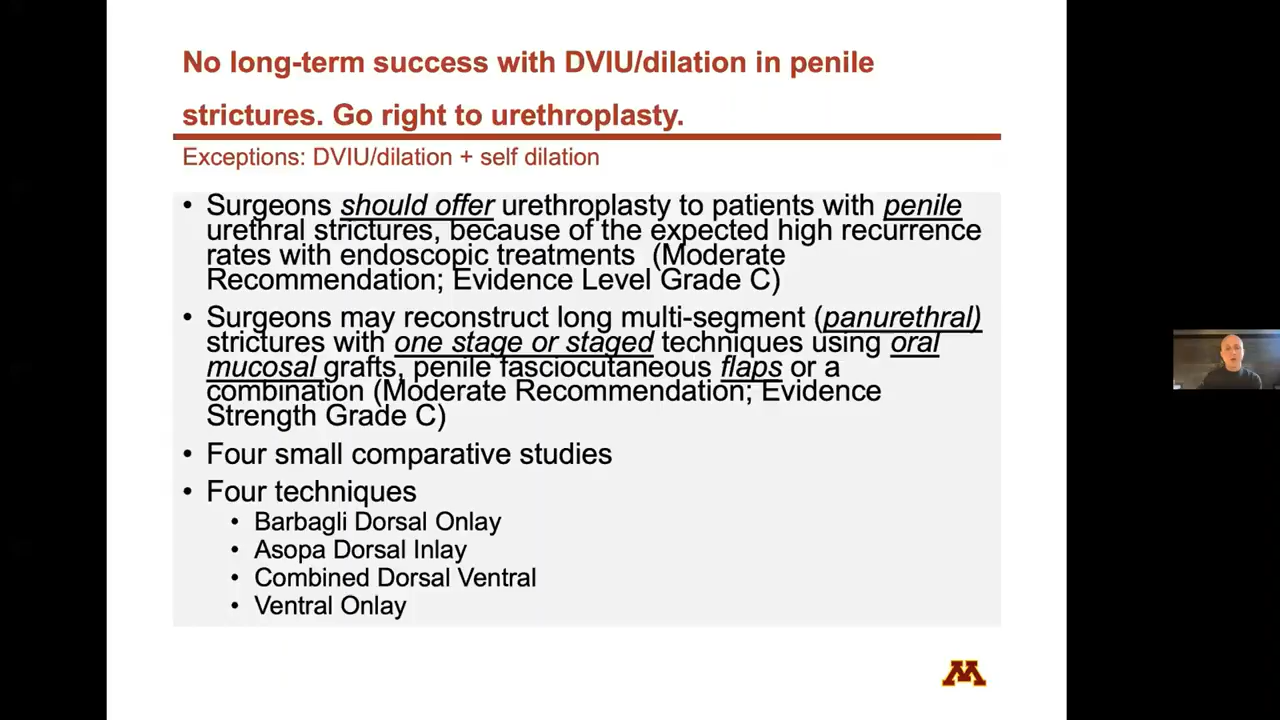 No long-term success with DVIU/dilation in penile
strictures. Go right to urethroplasty.
Exceptions: DVIU/dilation + self dilation
• Surgeons should offer urethroplasty to patients with penile
urethral strictures, because of the expected high recurrence
rates with endoscopic treatments (Moderate
Recommendation; Evidence Level Grade C)
• Surgeons may reconstruct long multi-segment (panurethral)
strictures with one stage or staged techniques using oral
mucosal grafts, penile fasciocutaneous flaps or a
combination (Moderate Recommendation; Evidence
Strength Grade C)
• Four small comparative studies
• Four techniques
• Barbagli Dorsal Onlay
• Asopa Dorsal Inlay
• Combined Dorsal Ventral
• Ventral Onlay
M